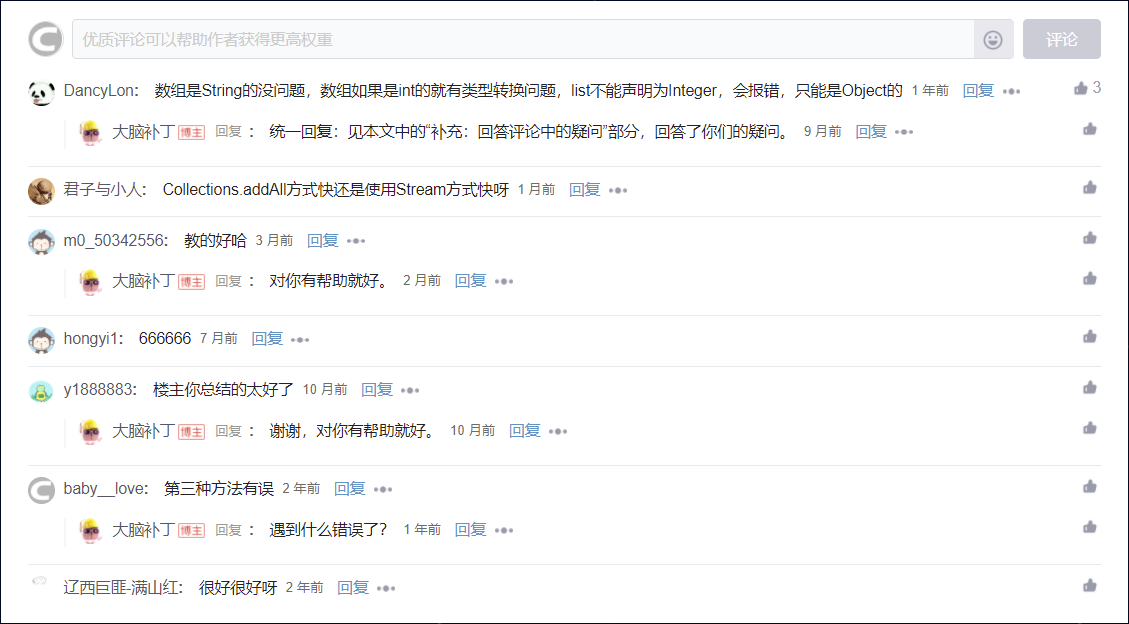 优质评论可以帮助作者获得更高权重 评论
DancyLon: 数组是String的没问题，数组如果是int的就有类型转换问题，list不能声明为Integer，会报错，只能是Object的 1 年前 回复 3
大脑补丁 博主 回复 ： 统一回复：见本文中的“补充：回答评论中的疑问”部分，回答了你们的疑问。 9 月前 回复
君子与小人: Collections.addAll方式快还是使用Stream方式快呀 1 月前 回复
m0_50342556: 教的好哈 3 月前 回复
大脑补丁 博主 回复 ： 对你有帮助就好。 2 月前 回复
hongyi1: 666666 7 月前 回复
y1888883: 楼主你总结的太好了 10 月前 回复
大脑补丁 博主 回复 ： 谢谢，对你有帮助就好。 10 月前 回复
baby__love: 第三种方法有误 2 年前 回复
大脑补丁 博主 回复 ： 遇到什么错误了? 1 年前 回复
辽西巨匪-满山红: 很好很好呀 2 年前 回复